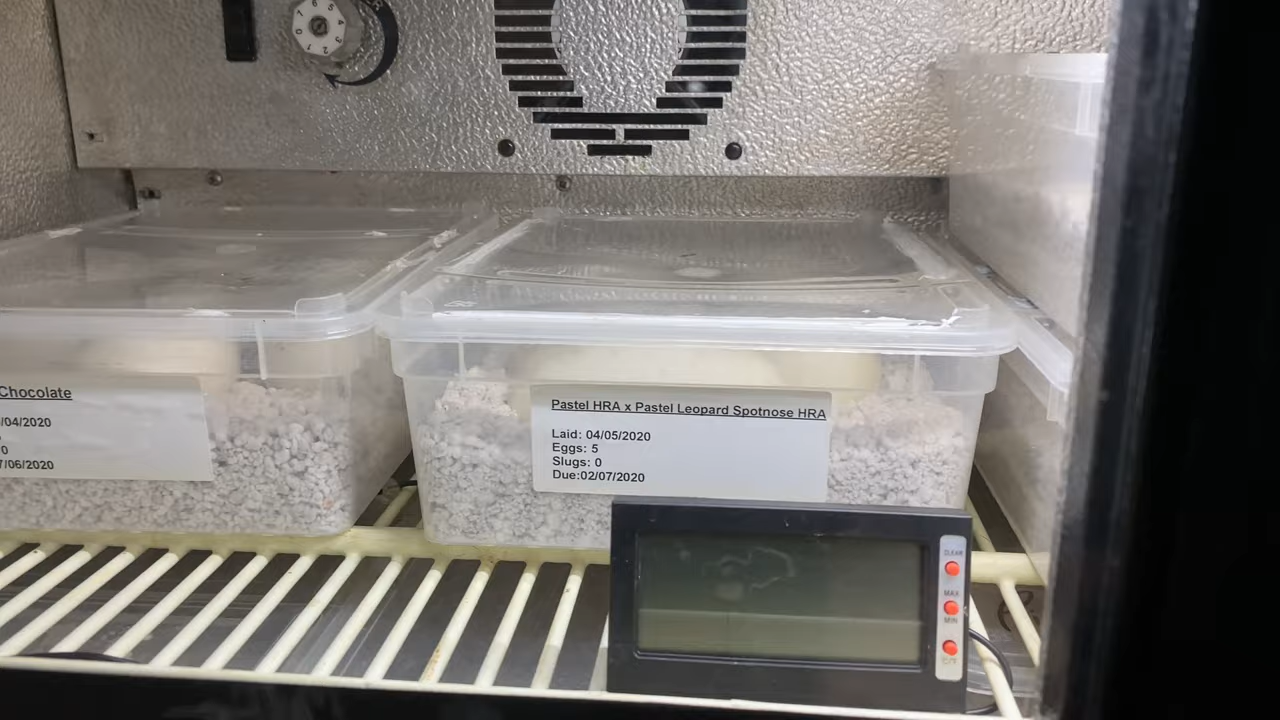 Chocolate
/04/2020
0
7/06/2020
Pastel HRA x Pastel Leopard Spotnose HRA
Laid: 04/05/2020
Eggs: 5
Slugs: 0
Due:02/07/2020
CLEAR
MAX
MIN
°C/°F